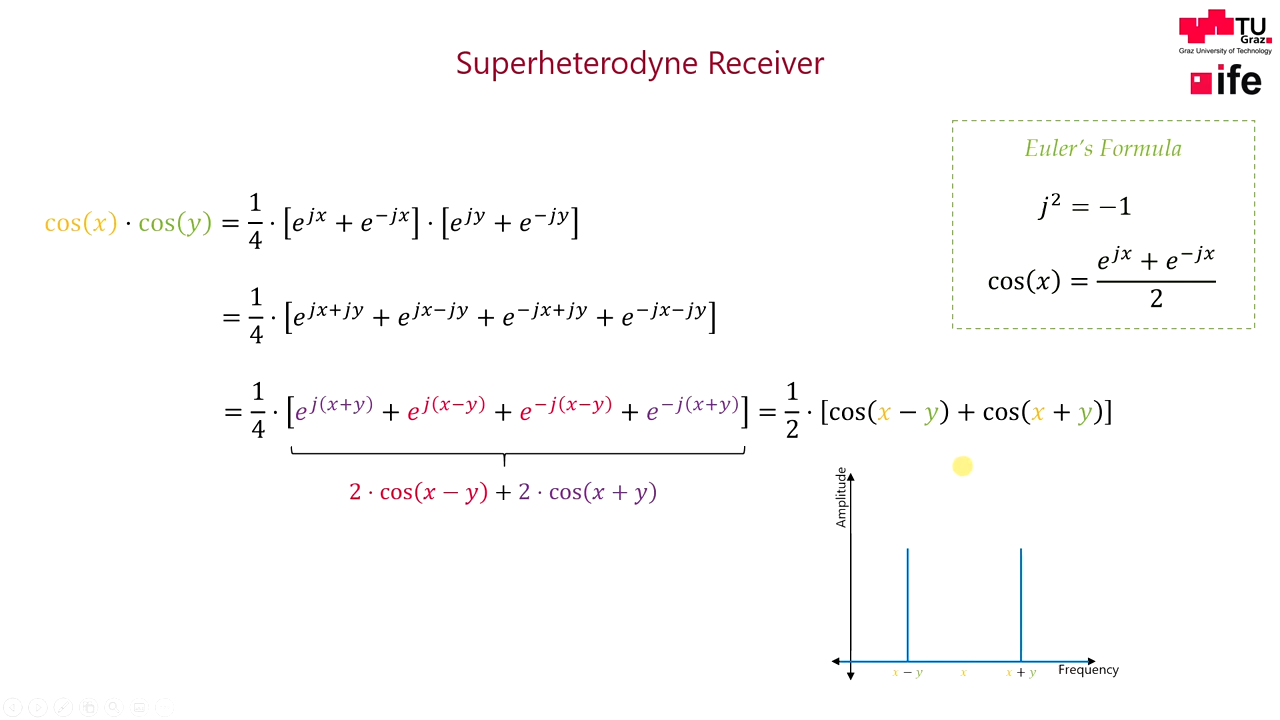 TU
Graz
Graz University of Technology
ife
Superheterodyne Receiver
Euler's Formula
j² = −1
cos(x) = (e^{jx} + e^{−jx})/2
cos(x) · cos(y) = 1/4 · [e^{jx} + e^{−jx}] · [e^{jy} + e^{−jy}]
= 1/4 · [e^{jx+jy} + e^{jx−jy} + e^{−jx+jy} + e^{−jx−jy}]
= 1/4 · [e^{j(x+y)} + e^{j(x−y)} + e^{−j(x−y)} + e^{−j(x+y)}] = 1/2 · [cos(x − y) + cos(x + y)]
2 · cos(x − y) + 2 · cos(x + y)
Amplitude
x − y x x + y
Frequency